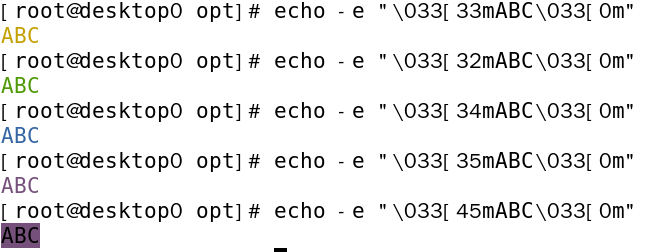 [root@desktop0 opt]# echo -e "\033[33mABC\033[0m"
ABC
[root@desktop0 opt]# echo -e "\033[32mABC\033[0m"
ABC
[root@desktop0 opt]# echo -e "\033[34mABC\033[0m"
ABC
[root@desktop0 opt]# echo -e "\033[35mABC\033[0m"
ABC
[root@desktop0 opt]# echo -e "\033[45mABC\033[0m"
ABC